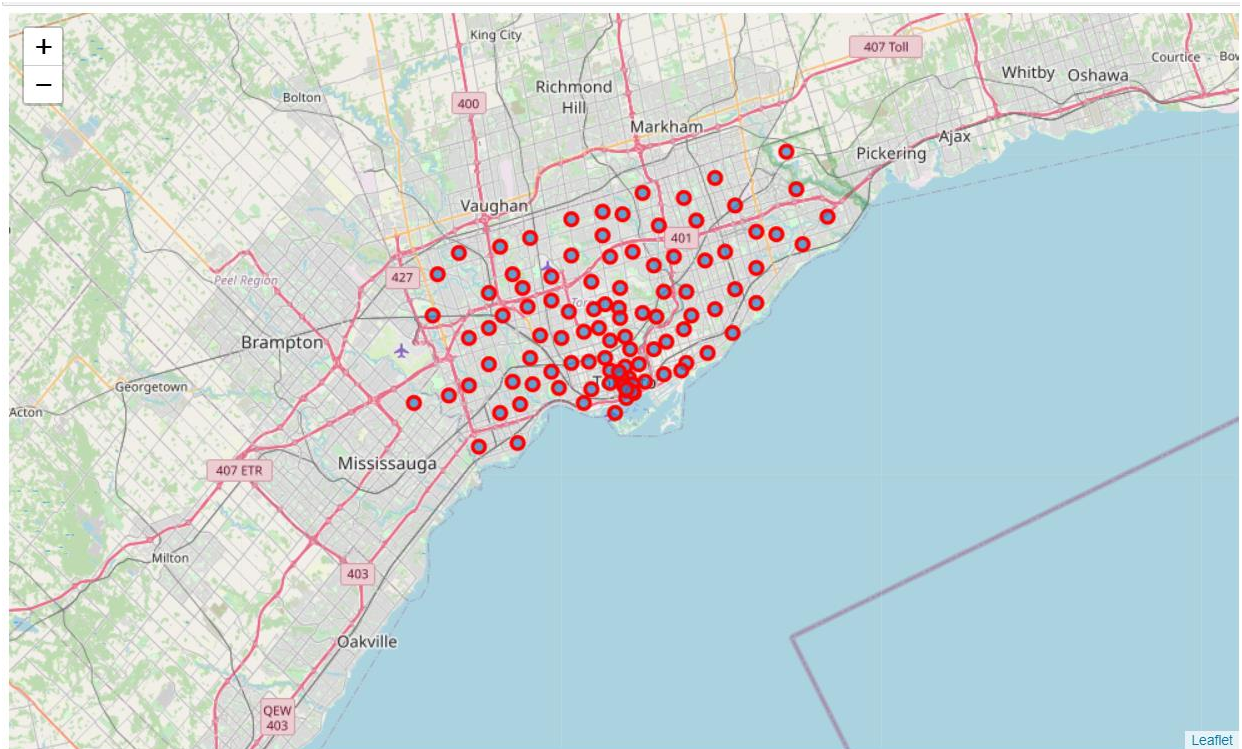 +
−
King City
407 Toll
Courtice
Whitby
Oshawa
Richmond
Hill
Bolton
400
Markham
Ajax
Pickering
Vaughan
401
427
Peel Region
Brampton
Georgetown
Acton
Mississauga
407 ETR
Milton
403
Oakville
QEW
403
Leaflet